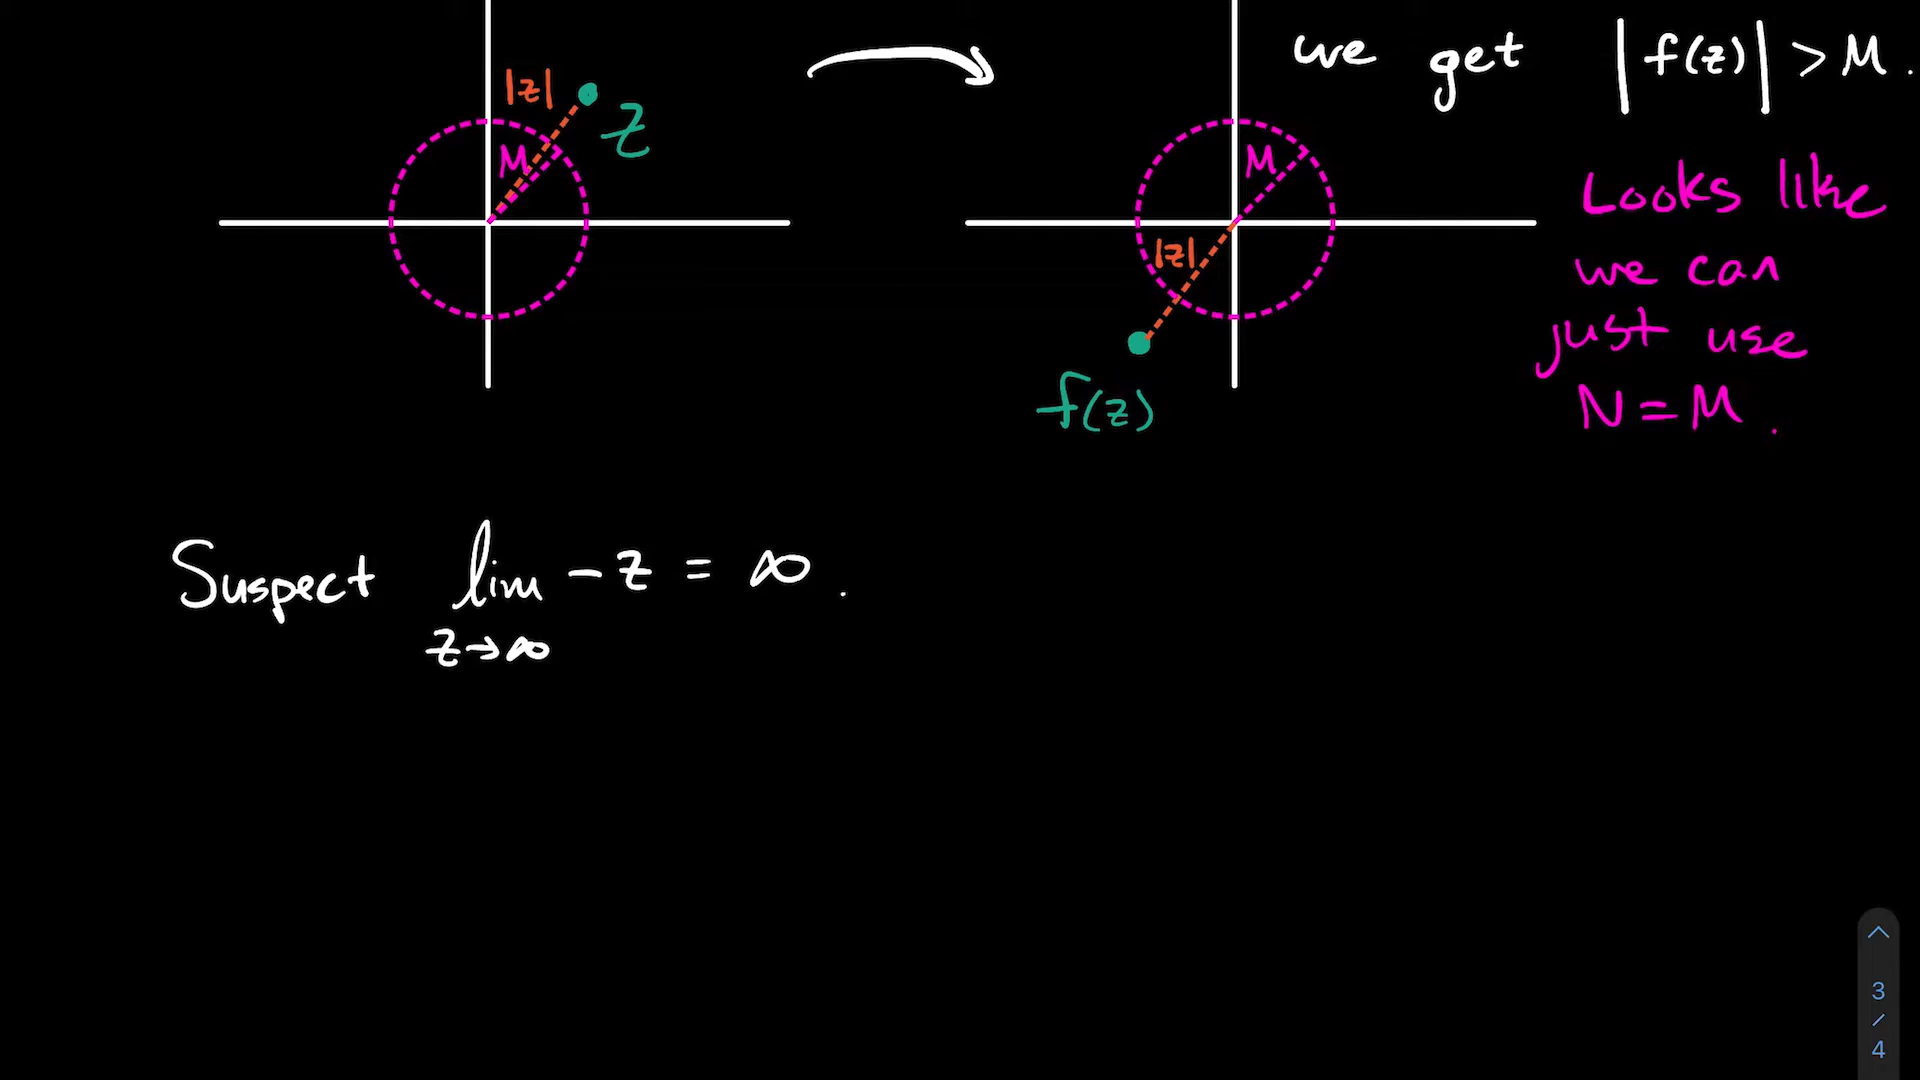 we get |f(z)| > M.
|z|
z
M
M
|z|
f(z)
Looks like
we can
just use
N = M.
Suspect lim -z = ∞.
z→∞
3
/
4